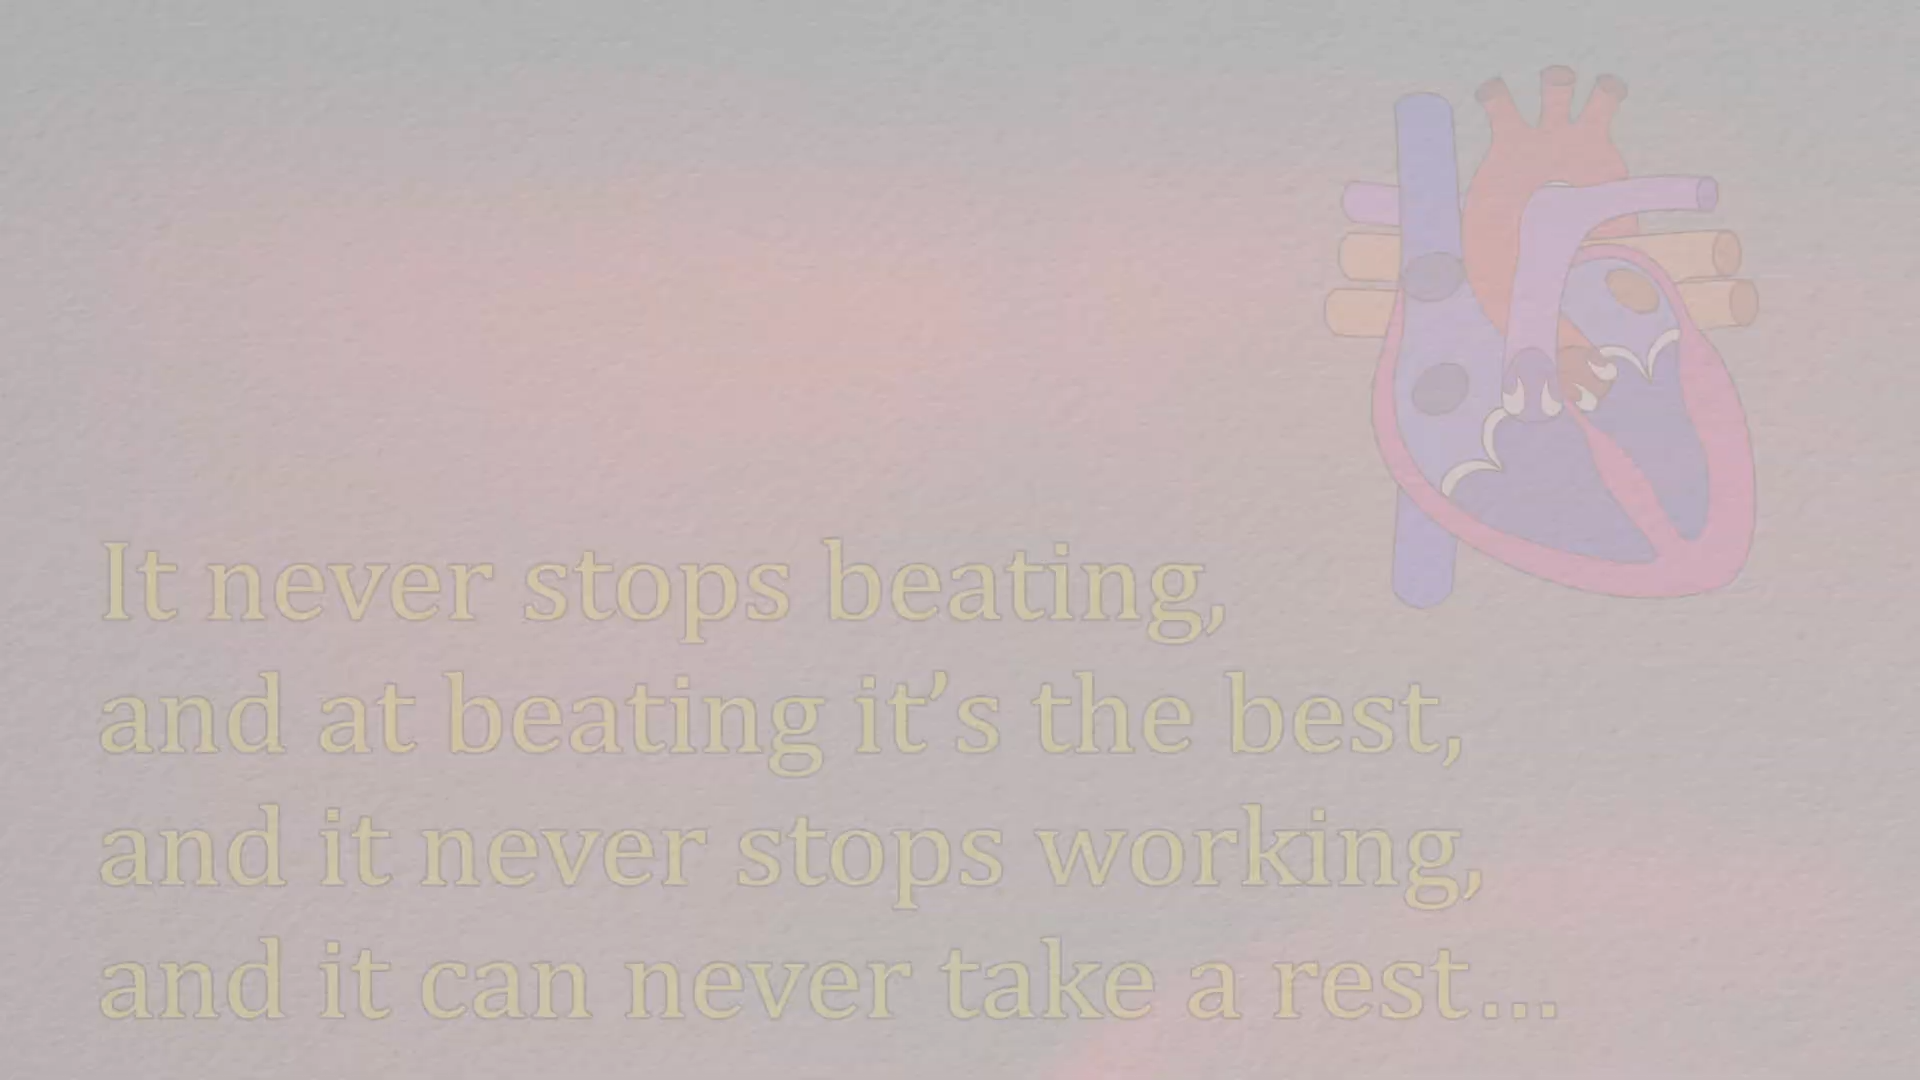 It never stops beating,
and at beating it’s the best,
and it never stops working,
and it can never take a rest...